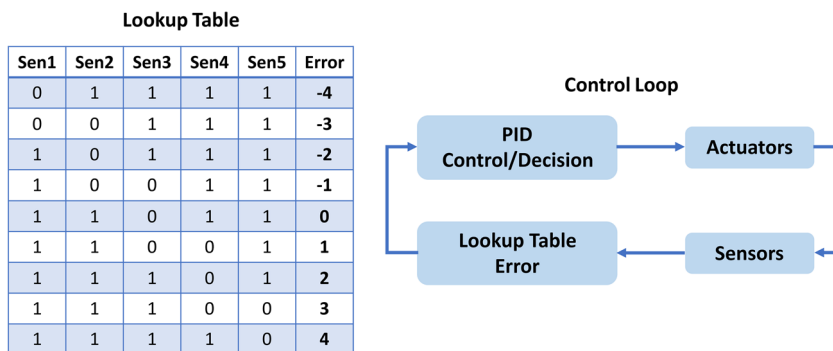 Lookup Table
Sen1 Sen2 Sen3 Sen4 Sen5 Error
0 1 1 1 1 -4
0 0 1 1 1 -3
1 0 1 1 1 -2
1 0 0 1 1 -1
1 1 0 1 1 0
1 1 0 0 1 1
1 1 1 0 1 2
1 1 1 0 0 3
1 1 1 1 0 4
Control Loop
PID
Control/Decision
Actuators
Lookup Table
Error
Sensors